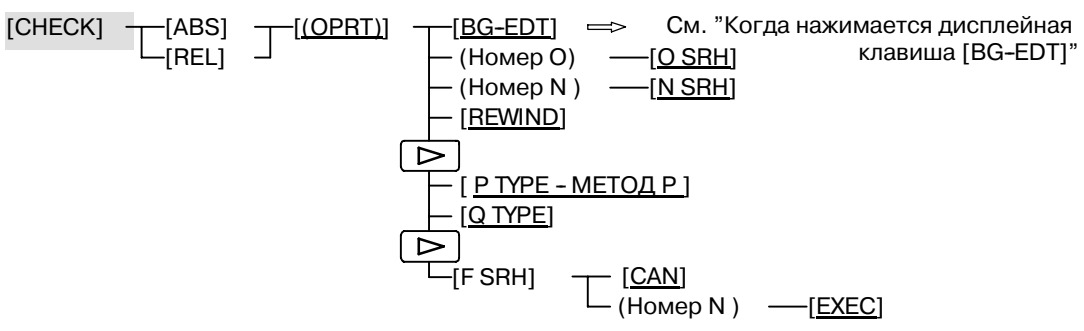 [CHECK] [ABS] [(OPRT)] [BG-EDT] См. "Когда нажимается дисплейная
[REL] клавиша [BG-EDT]"
(Номер O) [O SRH]
(Номер N ) [N SRH]
[REWIND]
[ P TYPE - МЕТОД P ]
[Q TYPE]
[F SRH] [CAN]
(Номер N ) [EXEC]